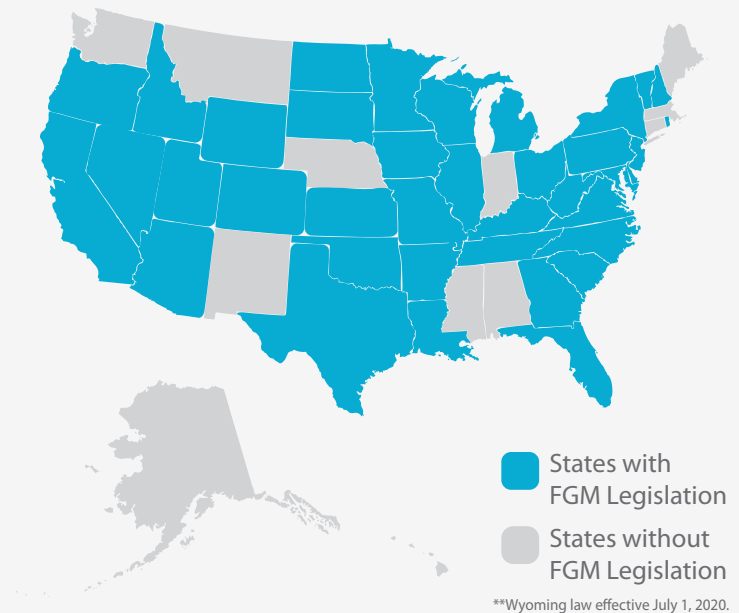 States with
FGM Legislation
States without
FGM Legislation
**Wyoming law effective July 1, 2020.